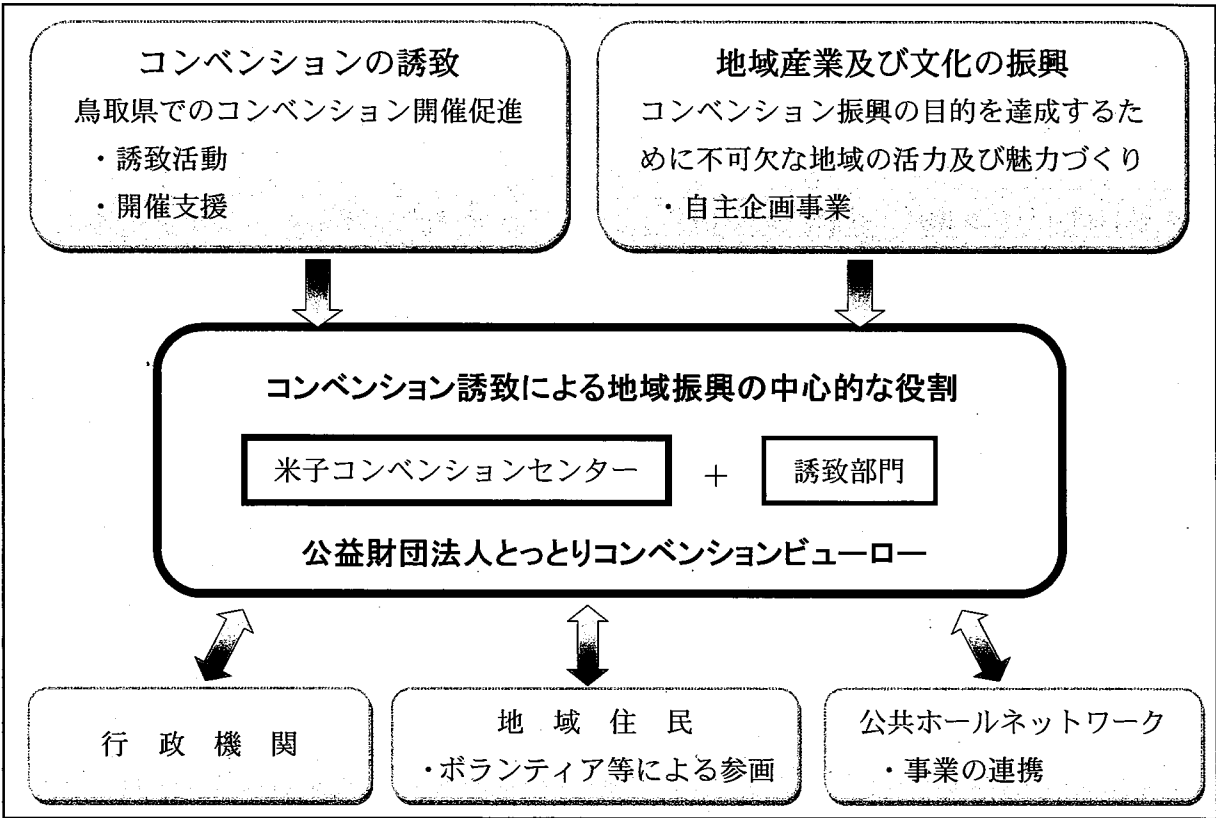 コンベンションの誘致
鳥取県でのコンベンション開催促進
・誘致活動
・開催支援
地域産業及び文化の振興
コンベンション振興の目的を達成するた
めに不可欠な地域の活力及び魅力づくり
・自主企画事業
コンベンション誘致による地域振興の中心的な役割
米子コンベンションセンター + 誘致部門
公益財団法人とっとりコンベンションビューロー
行政機関
地域住民
・ボランティア等による参画
公共ホールネットワーク
・事業の連携